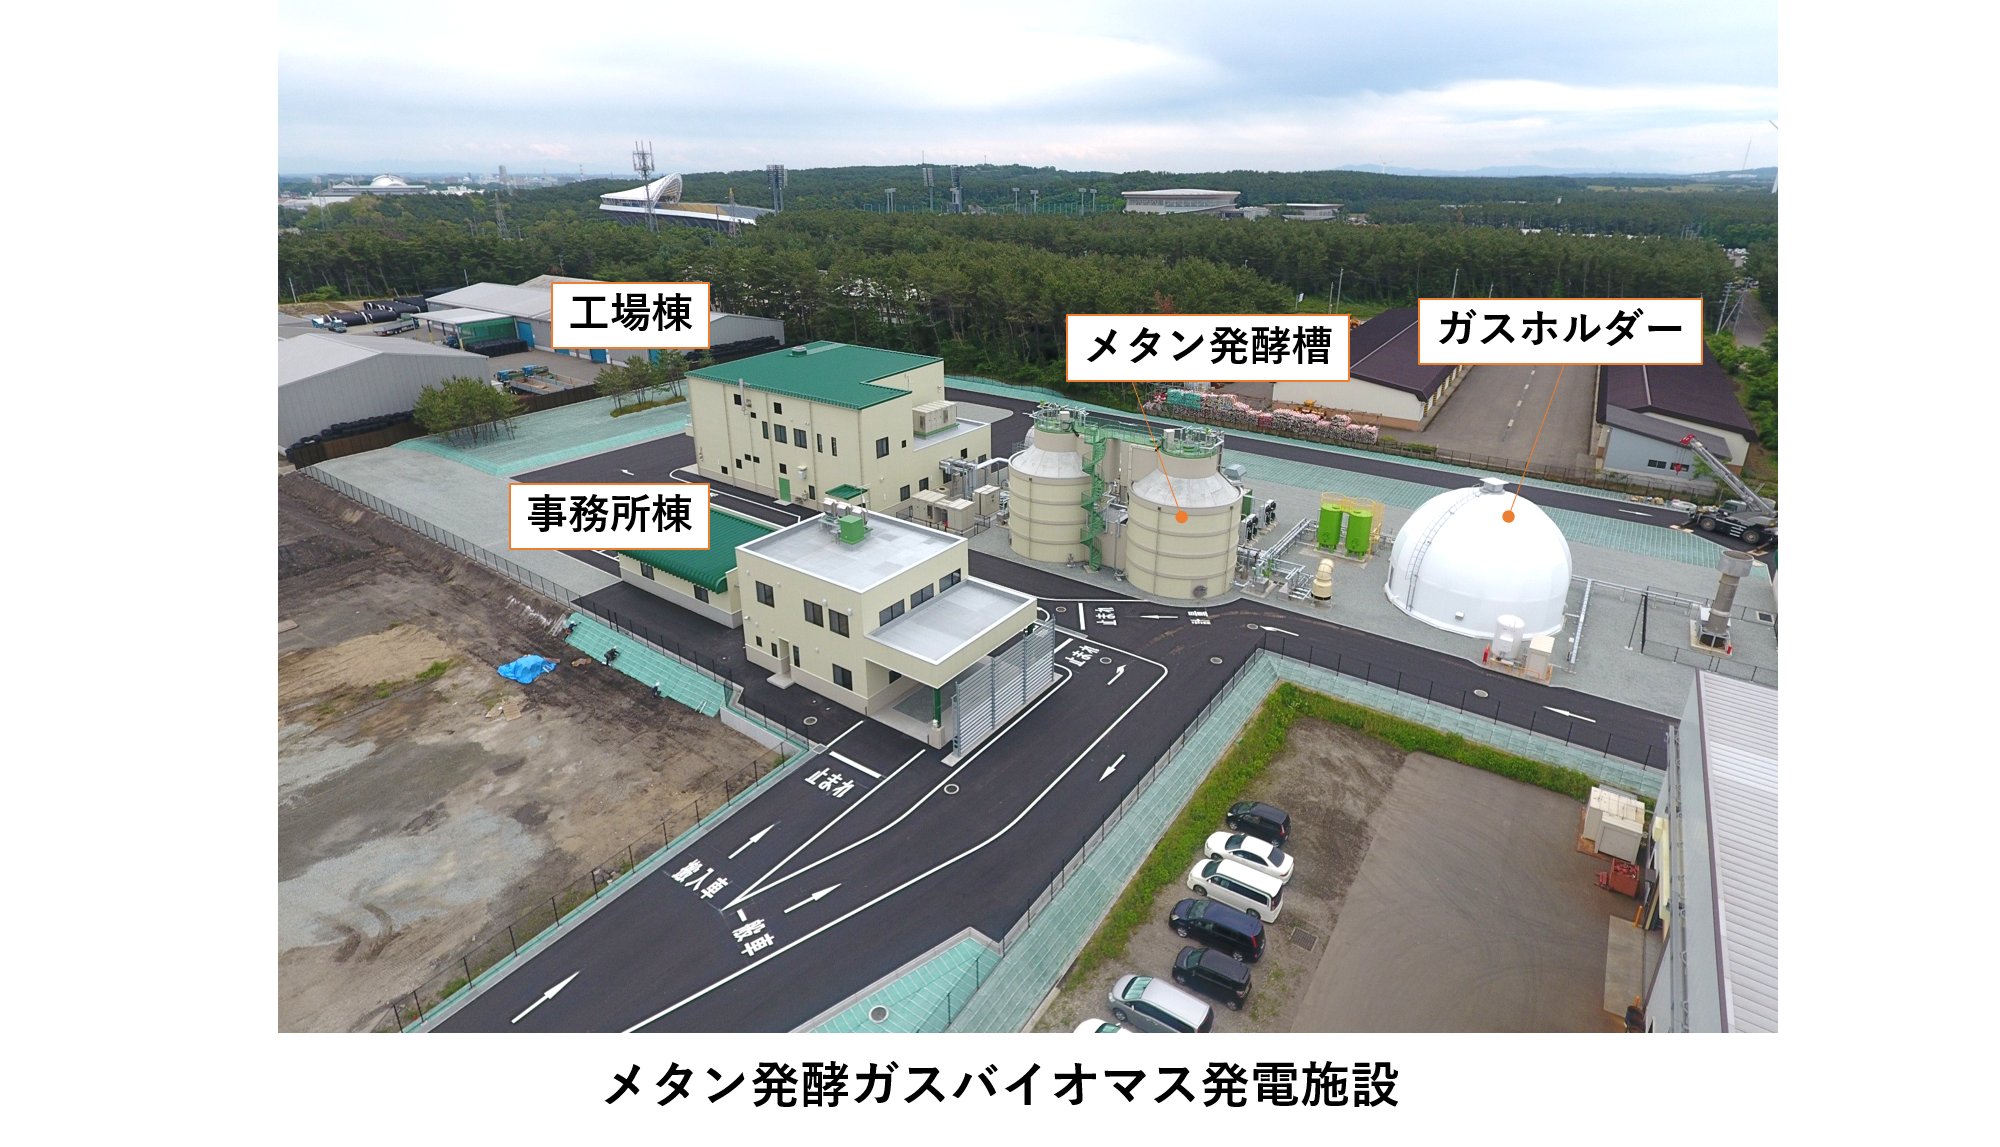 工場棟
メタン発酵槽
ガスホルダー
事務所棟
止まれ
止まれ
止まれ
搬入車
一般車
メタン発酵ガスバイオマス発電施設